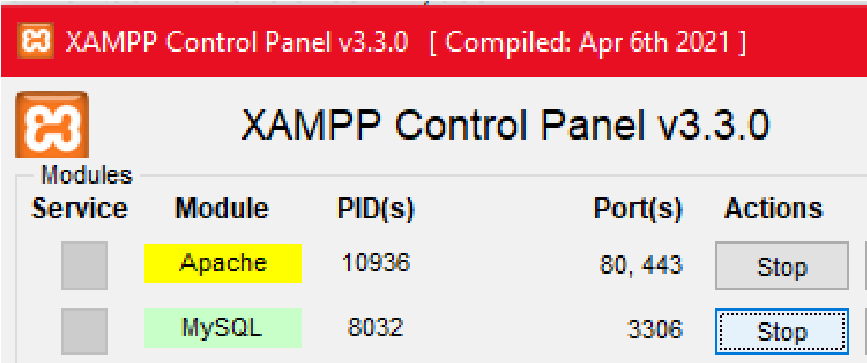 XAMPP Control Panel v3.3.0 [ Compiled: Apr 6th 2021 ]
XAMPP Control Panel v3.3.0
Modules
Service Module PID(s) Port(s) Actions
Apache 10936 80, 443 Stop
MySQL 8032 3306 Stop